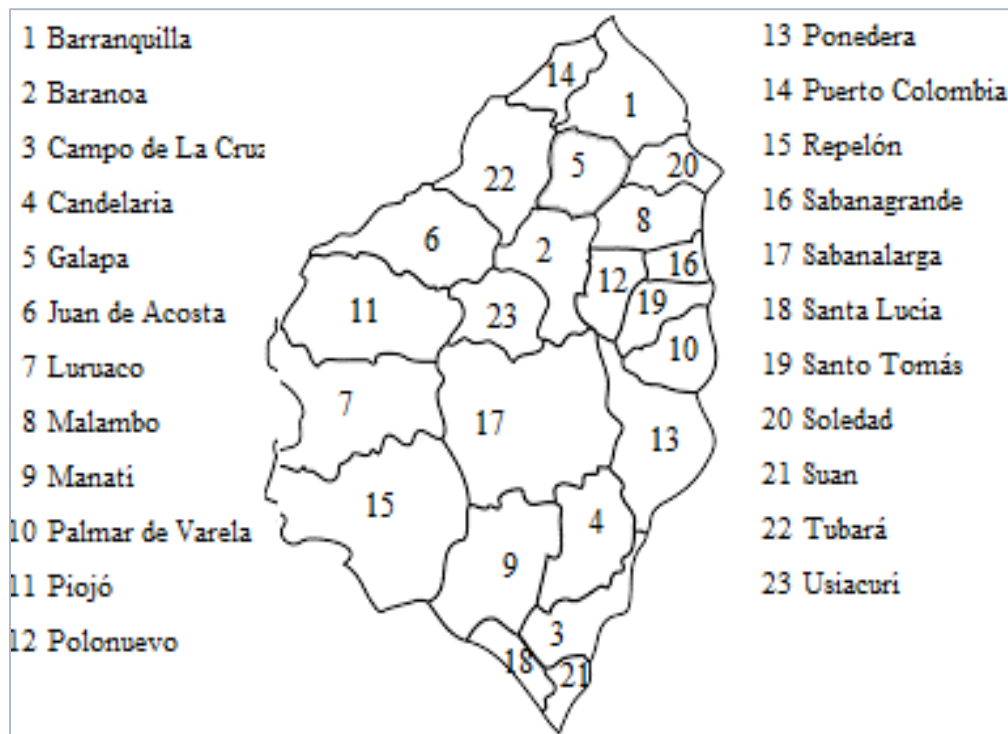 1 Barranquilla
2 Baranoa
3 Campo de La Cruz
4 Candelaria
5 Galapa
6 Juan de Acosta
7 Luruaco
8 Malambo
9 Manatí
10 Palmar de Varela
11 Piojó
12 Polonuevo
14
1
5
20
22
8
6
2
16
12
19
11
23
10
7
17
13
15
4
9
3
18
21
13 Ponedera
14 Puerto Colombia
15 Repelón
16 Sabanagrande
17 Sabanalarga
18 Santa Lucía
19 Santo Tomás
20 Soledad
21 Suan
22 Tubará
23 Usiacurí